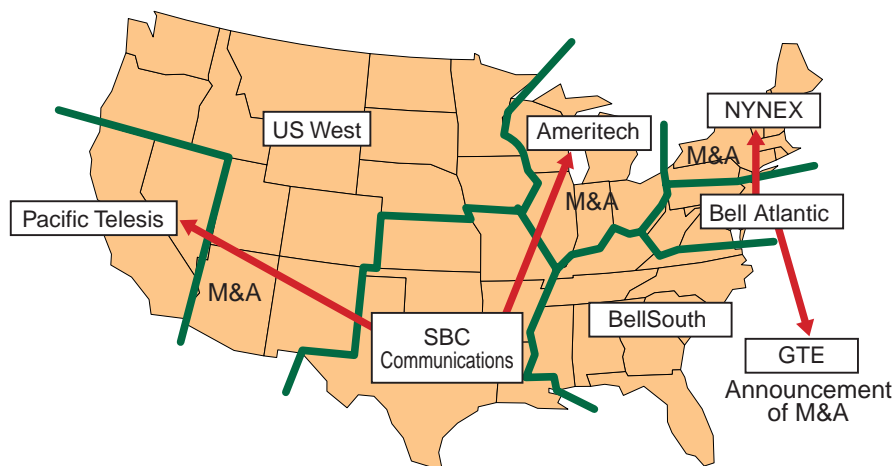 NYNEX
US West
Ameritech
M&A
M&A
Pacific Telesis
Bell Atlantic
M&A
BellSouth
SBC
Communications
GTE
Announcement
of M&A